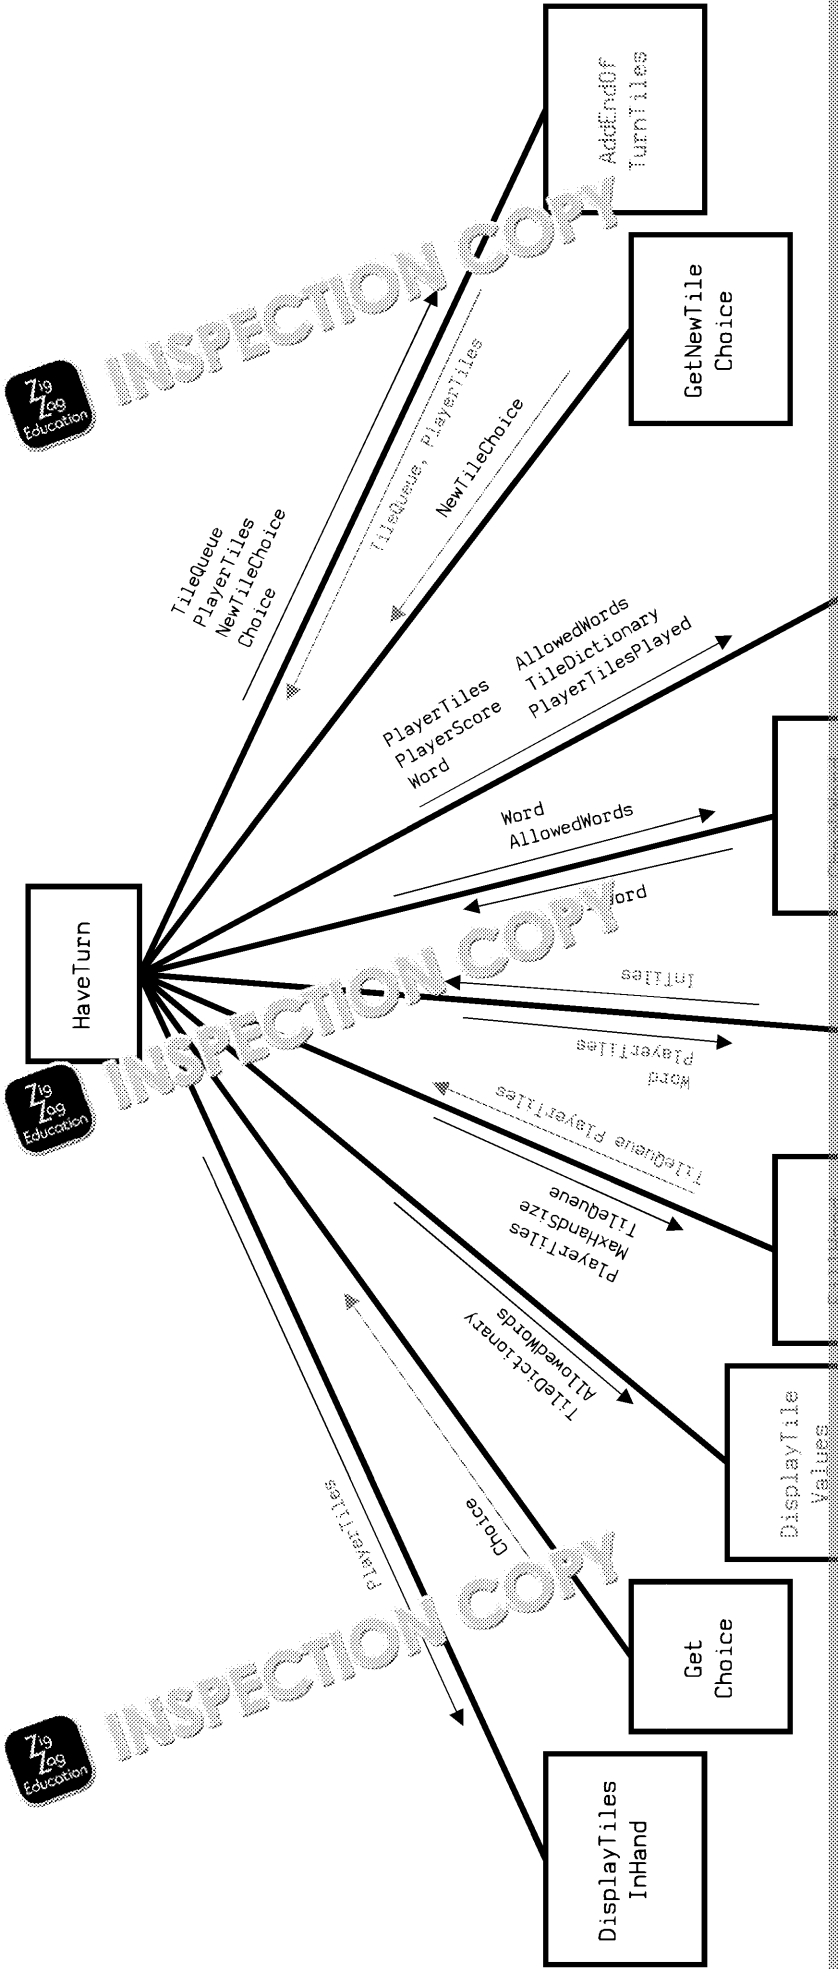 HaveTurn
DisplayTiles
InHand
Get
Choice
DisplayTile
Values
GetNewTile
Choice
AddEndOf
TurnTiles
PlayerTiles
Choice
TileDictionary
AllowedWords
PlayerTiles
MaxHandSize
TileQueue
TileQueue PlayerTiles
Word
PlayerTiles
InTiles
Word
AllowedWords
PlayerTiles
PlayerScore
Word
AllowedWords
TileDictionary
PlayerTilesPlayed
NewTileChoice
TileQueue, PlayerTiles
TileQueue
PlayerTiles
NewTileChoice
Choice
Zig
Zag
Education
INSPECTION COPY
Zig
Zag
Education
INSPECTION COPY
Zig
Zag
Education
INSPECTION COPY